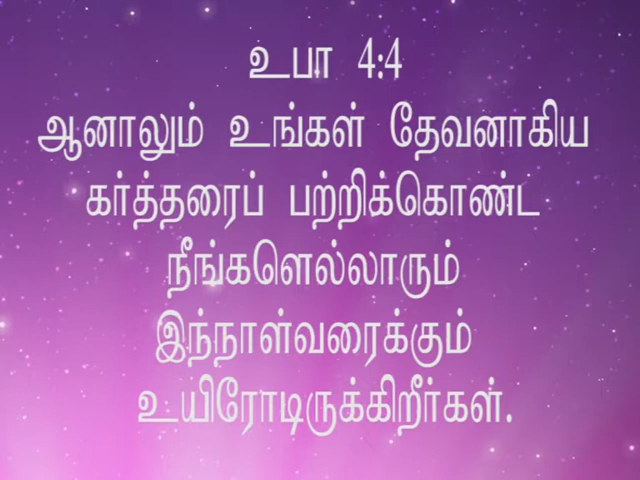 உபா 4:4
ஆனாலும் உங்கள் தேவனாகிய
கர்த்தரைப் பற்றிக்கொண்ட
நீங்களெல்லாரும்
இந்நாள்வரைக்கும்
உயிரோடிருக்கிறீர்கள்.